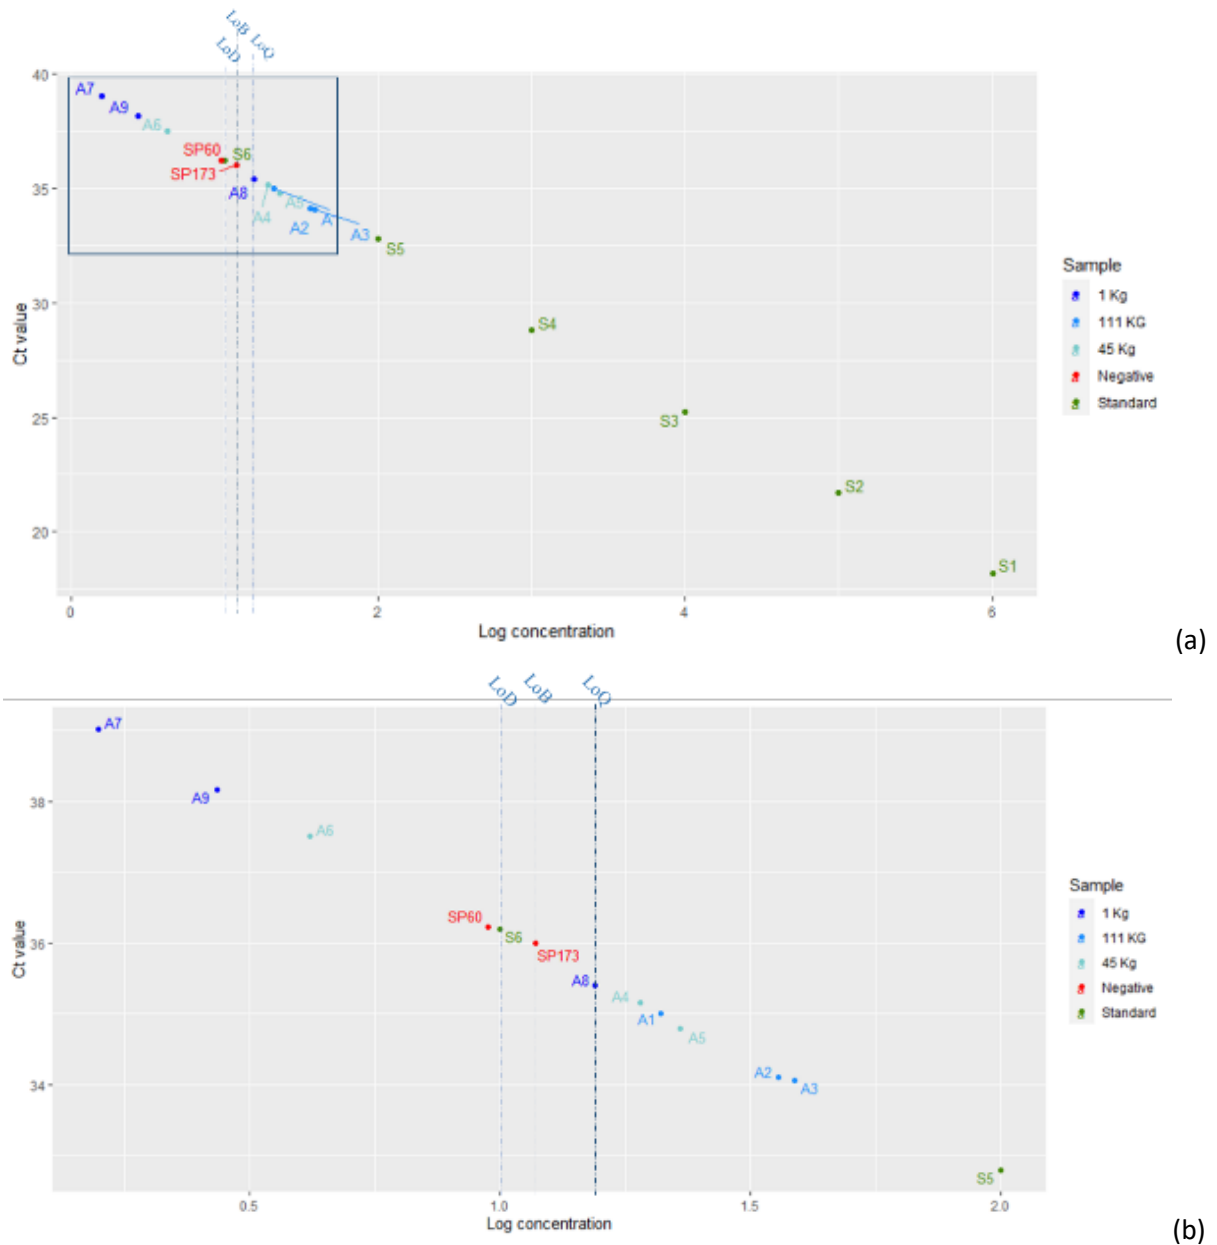 LoB
LoD LoQ
40
A7
A9
A6
SP60
S6
SP173
35
A8
A5
A
A4
A2
A3
S5
Sample
1 Kg
30
S4
111 KG
Ct value
45 Kg
Negative
Standard
25
S3
S2
20
S1
0 2 4 6
Log concentration
(a)
LoD LoB LoQ
A7
38
A9
A6
SP60
S6
SP173
36
A8
A4
A1
A5
Ct value
Sample
1 Kg
111 KG
45 Kg
Negative
Standard
A2
A3
34
S5
0.5 1.0 1.5 2.0
Log concentration
(b)